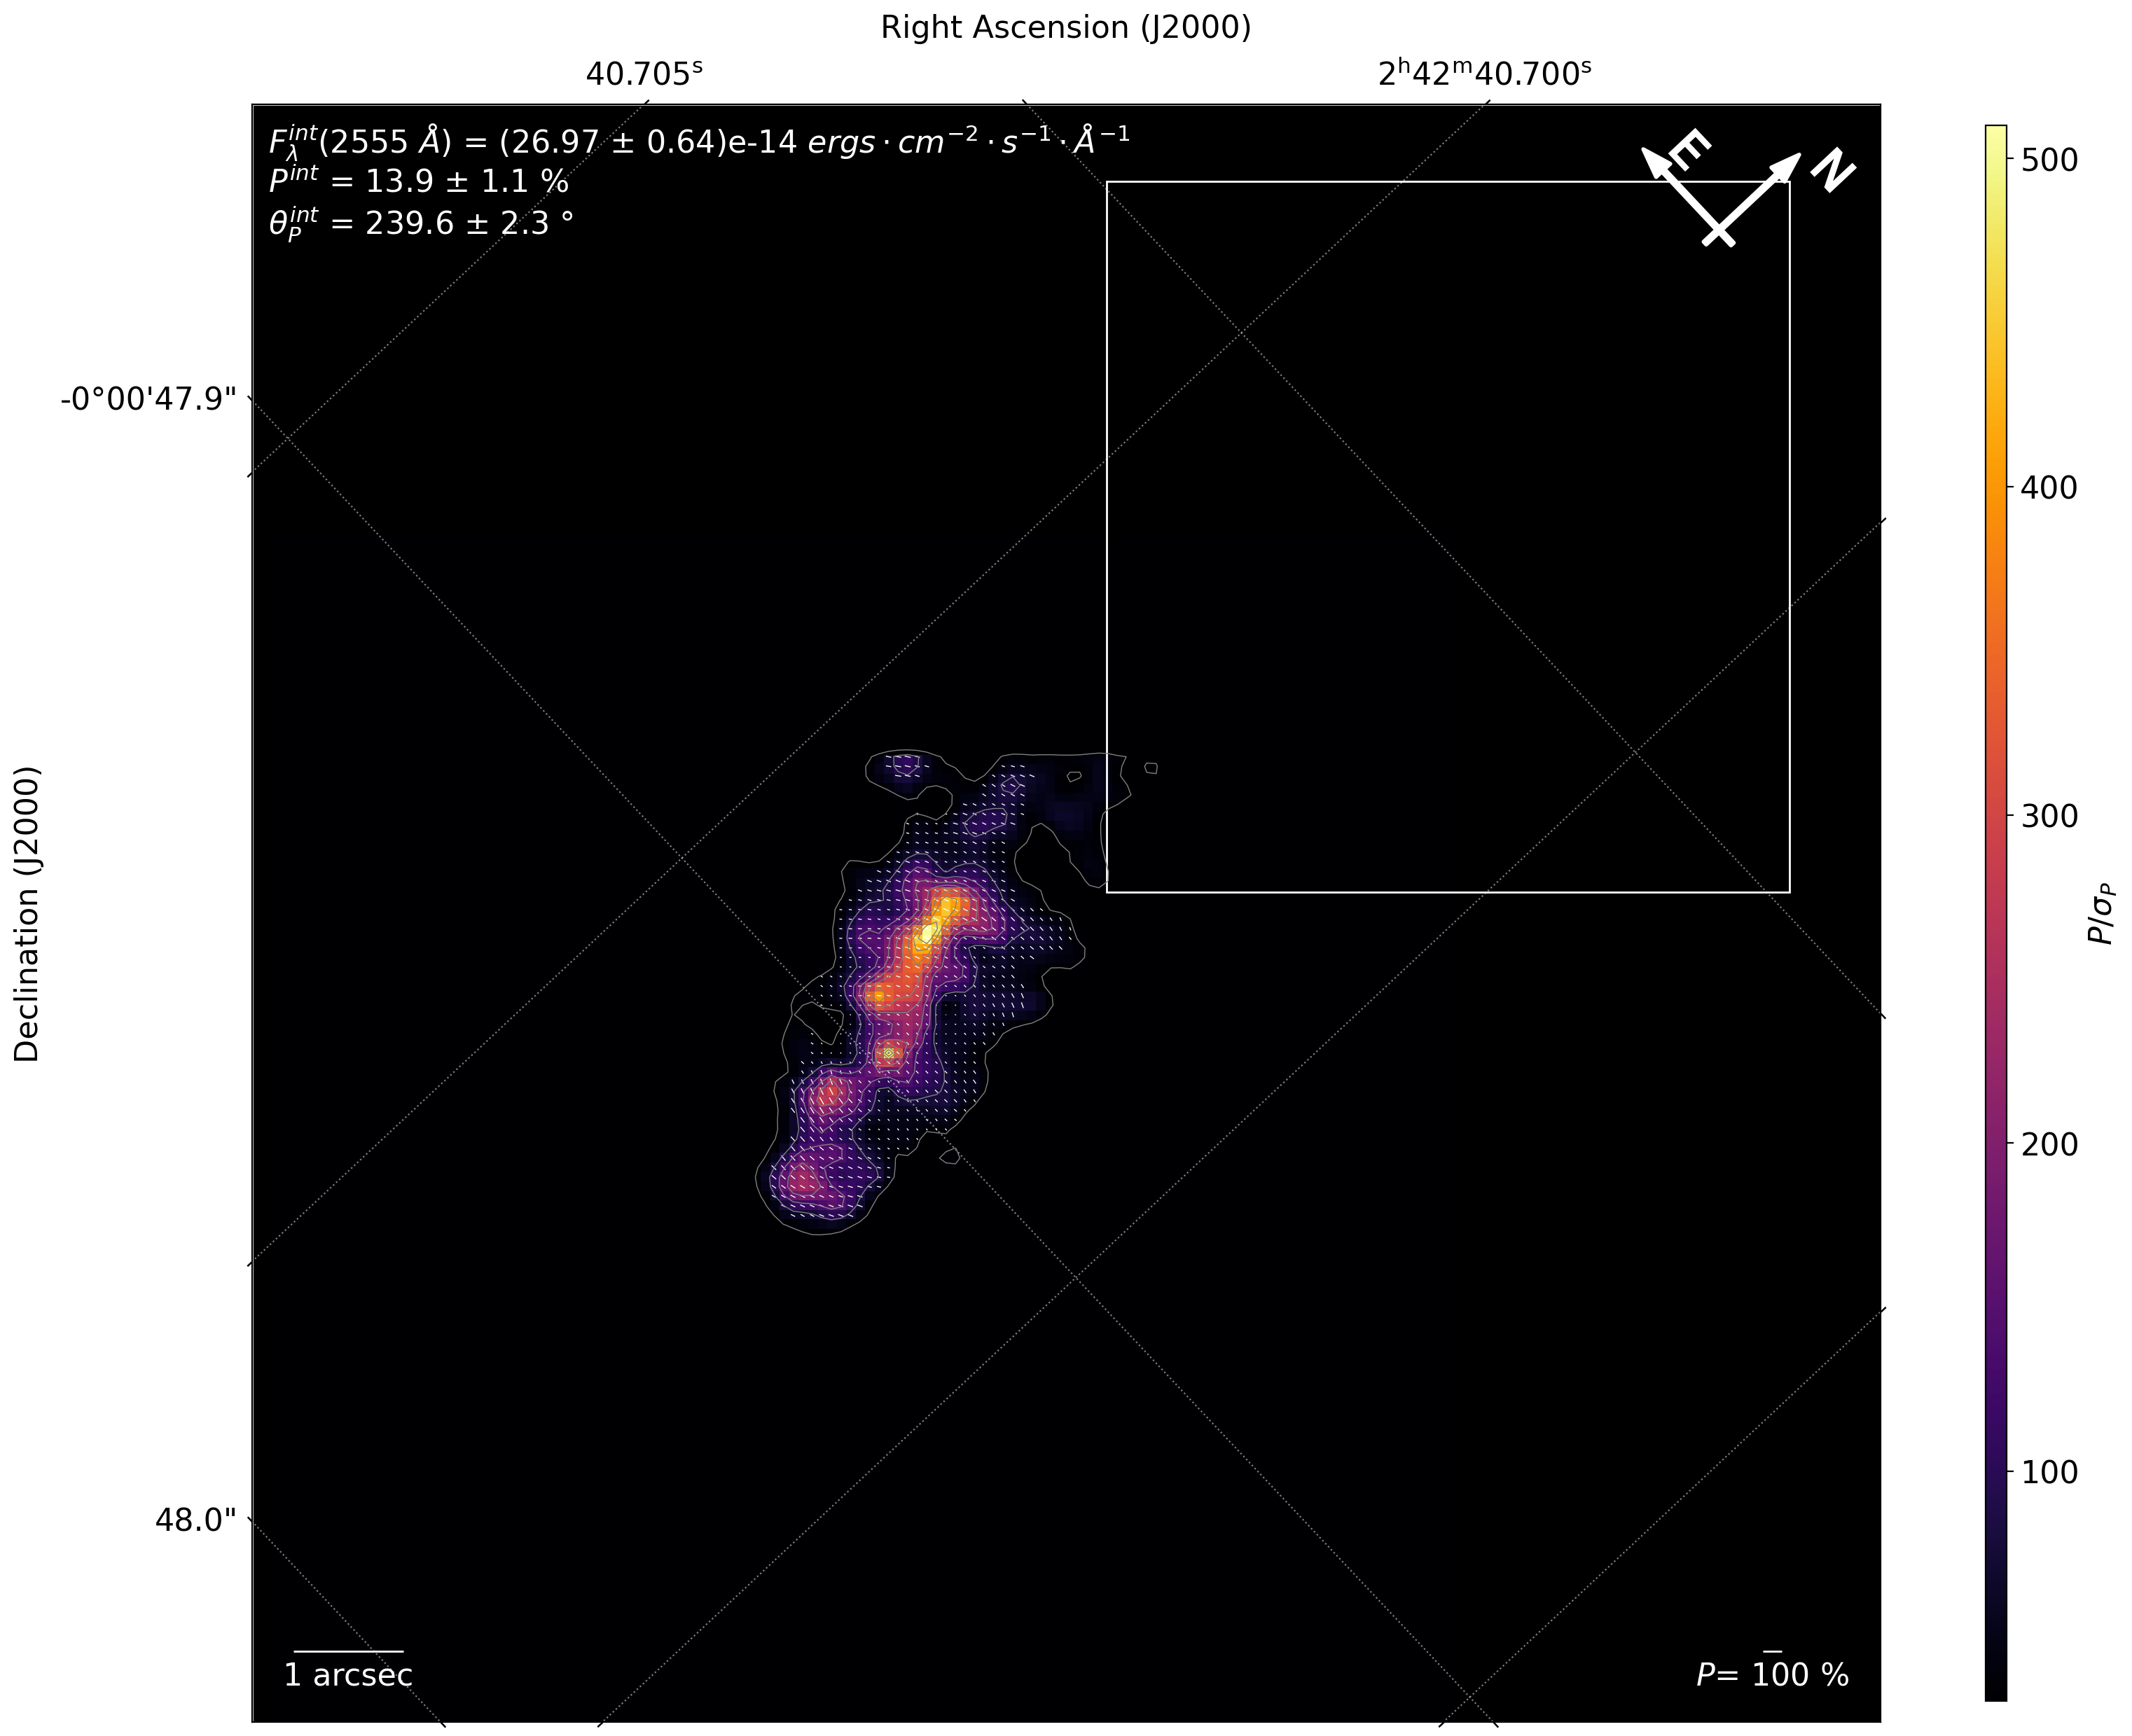 Right Ascension (J2000)
40.705ˢ
2ʰ42ᵐ40.700ˢ
F_λ^int(2555 Å) = (26.97 ± 0.64)e-14 ergs · cm⁻² · s⁻¹ · Å⁻¹
P^int = 13.9 ± 1.1 %
θ_P^int = 239.6 ± 2.3 °
E
N
-0°00'47.9"
48.0"
Declination (J2000)
1 arcsec
P= 100 %
500
400
300
200
100
P/σ_P